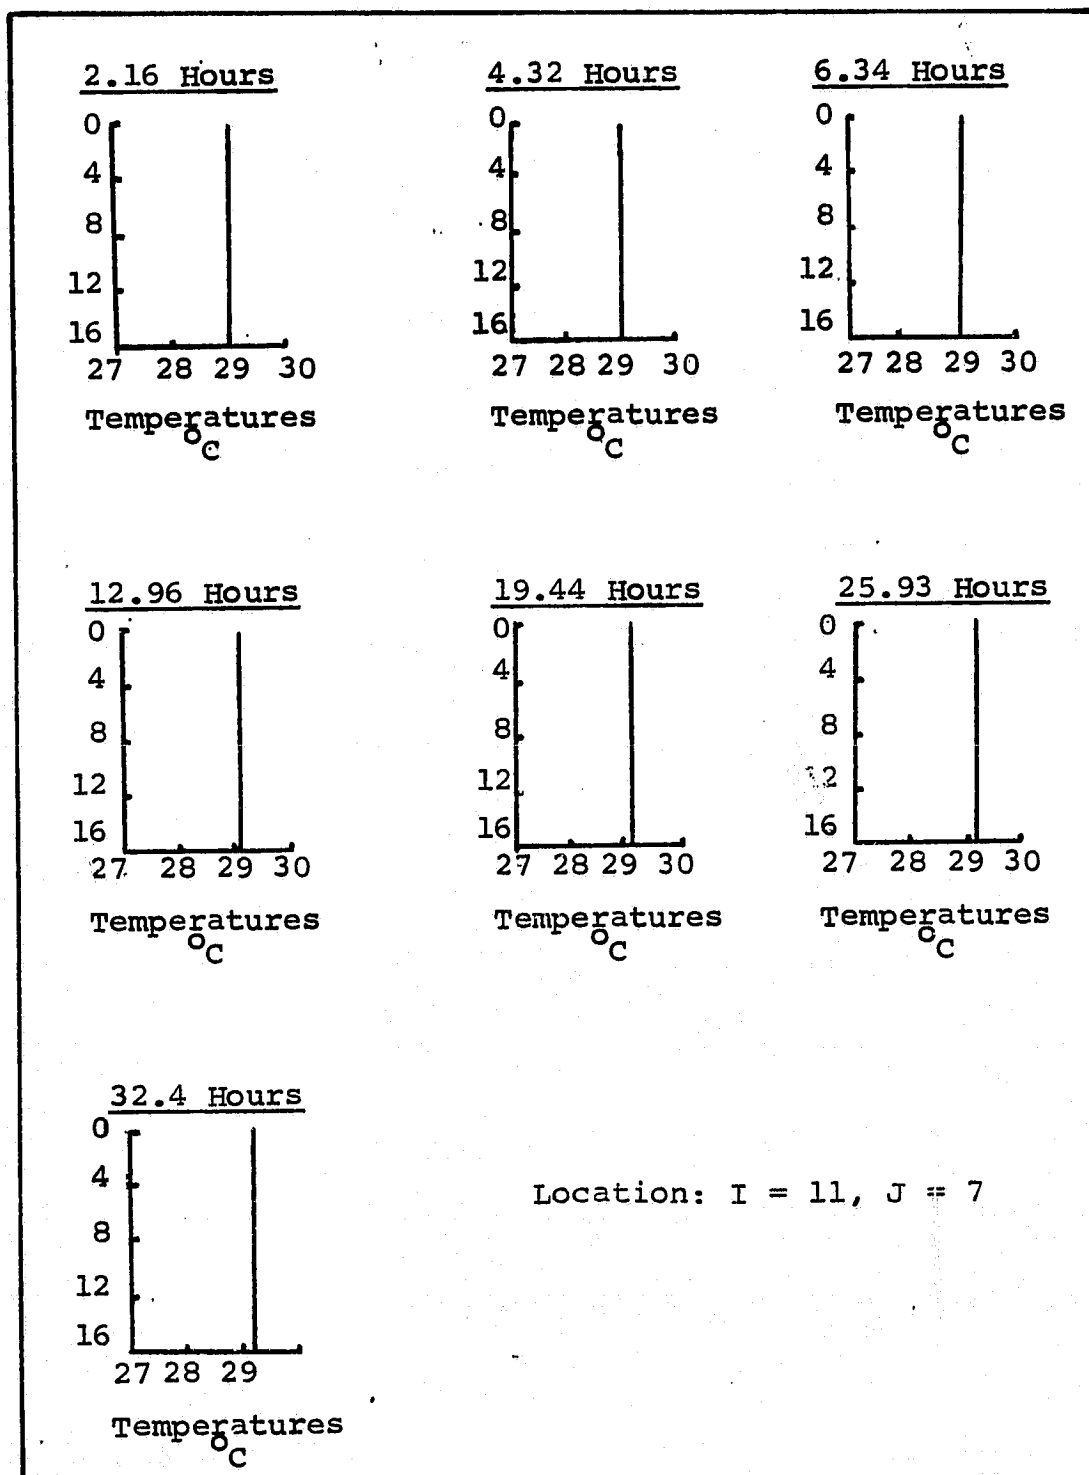 2.16 Hours
0
4
8
12
16
27 28 29 30
Temperatures
°C
4.32 Hours
0
4
8
12
16
27 28 29 30
Temperatures
°C
6.34 Hours
0
4
8
12
16
27 28 29 30
Temperatures
°C
12.96 Hours
0
4
8
12
16
27 28 29 30
Temperatures
°C
19.44 Hours
0
4
8
12
16
27 28 29 30
Temperatures
°C
25.93 Hours
0
4
8
12
16
27 28 29 30
Temperatures
°C
32.4 Hours
0
4
8
12
16
27 28 29
Temperatures
°C
Location: I = 11, J = 7